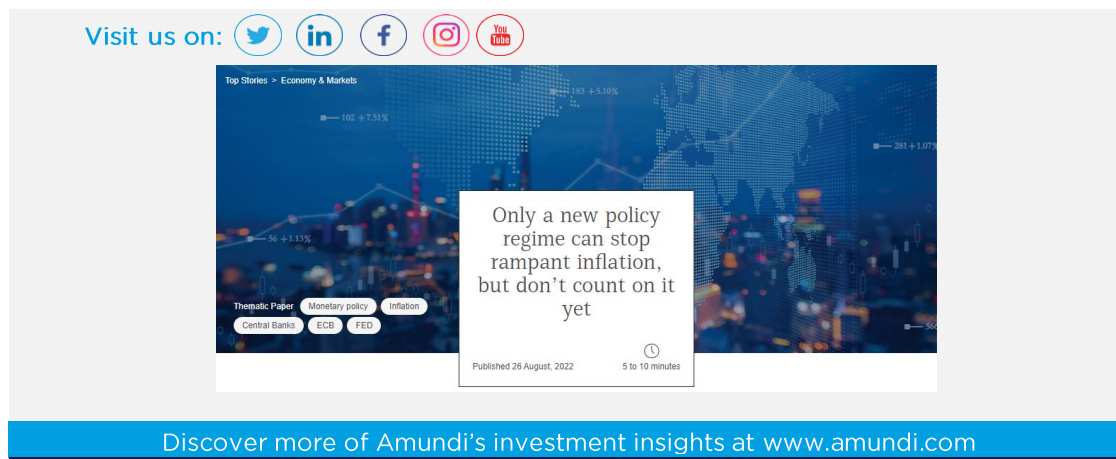 Visit us on:
You
Tube
Top Stories > Economy & Markets
183 +5.10%
102 +7.51%
281 +1.07%
56 +1.13%
566
Only a new policy
regime can stop
rampant inflation,
but don't count on it
yet
Thematic Paper Monetary policy Inflation
Central Banks ECB FED
Published 26 August, 2022 5 to 10 minutes
Discover more of Amundi's investment insights at www.amundi.com